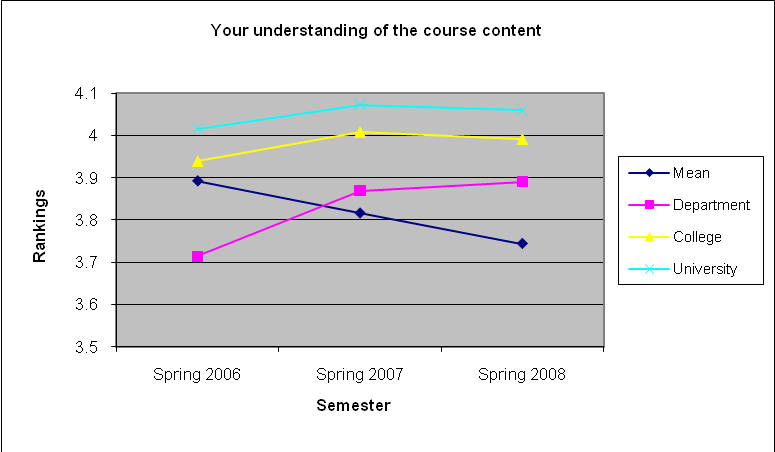 Your understanding of the course content
4.1
4
3.9
3.8
3.7
3.6
3.5
Rankings
Spring 2006
Spring 2007
Spring 2008
Semester
Mean
Department
College
University